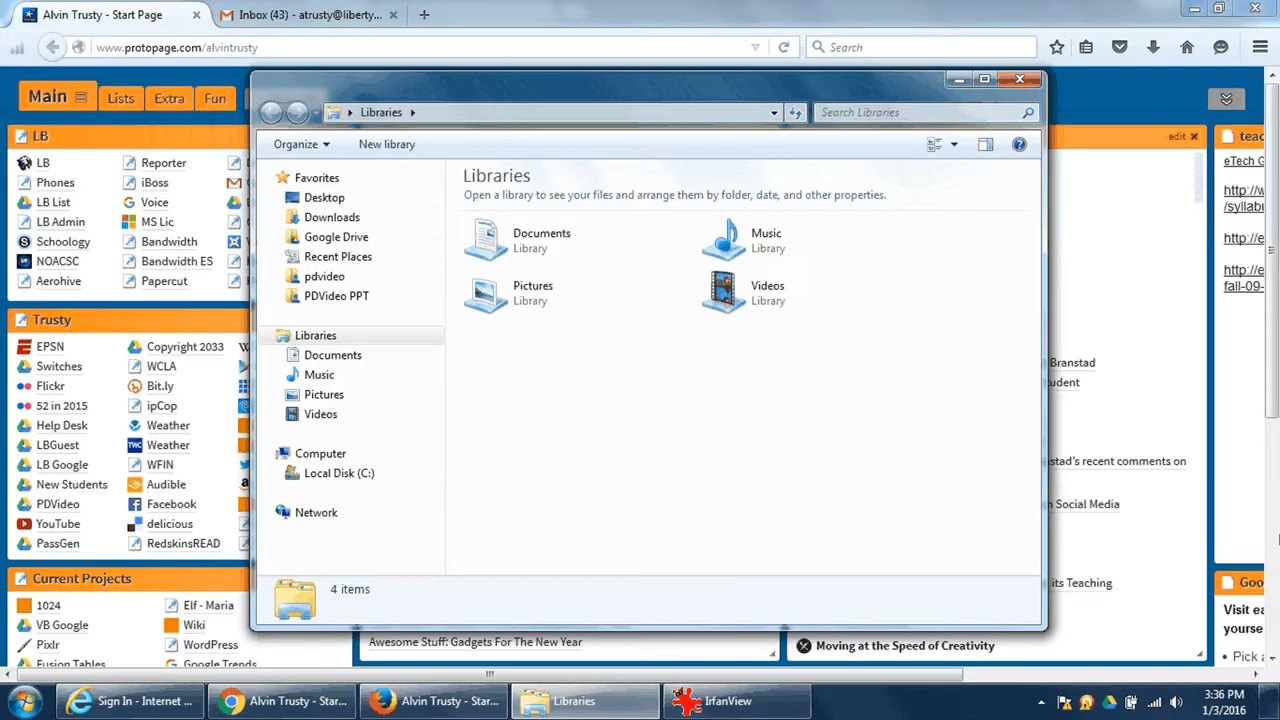 Alvin Trusty - Start Page
Inbox (43) - atrusty@liberty...
www.protopage.com/alvintrusty
Search
Main
Lists
Extra
Fun
LB
LB
Reporter
Phones
iBoss
LB List
Voice
LB Admin
MS Lic
Schoology
Bandwidth
NOACSC
Bandwidth ES
Aerohive
Papercut
Trusty
EPSN
Copyright 2033
Switches
WCLA
Flickr
Bit.ly
52 in 2015
ipCop
Help Desk
Weather
LBGuest
Weather
LB Google
WFIN
New Students
Audible
PDVideo
Facebook
YouTube
delicious
PassGen
RedskinsREAD
Current Projects
1024
Elf - Maria
VB Google
Wiki
Pixlr
WordPress
Fusion Tables
Google Trends
Libraries
Search Libraries
Organize
New library
Favorites
Desktop
Downloads
Google Drive
Recent Places
pdvideo
PDVideo PPT
Libraries
Documents
Music
Pictures
Videos
Computer
Local Disk (C:)
Network
Libraries
Open a library to see your files and arrange them by folder, date, and other properties.
Documents
Library
Music
Library
Pictures
Library
Videos
Library
4 items
Awesome Stuff: Gadgets For The New Year
Moving at the Speed of Creativity
edit
Branstad
udent
stad's recent comments on
n Social Media
its Teaching
teac
eTech G
http://w
/syllabu
http://e
http://e
fall-09-
Goo
Visit ea
yourse
• Pick a
Sign In - Internet ...
Alvin Trusty - Start...
Alvin Trusty - Start...
Libraries
IrfanView
3:36 PM
1/3/2016